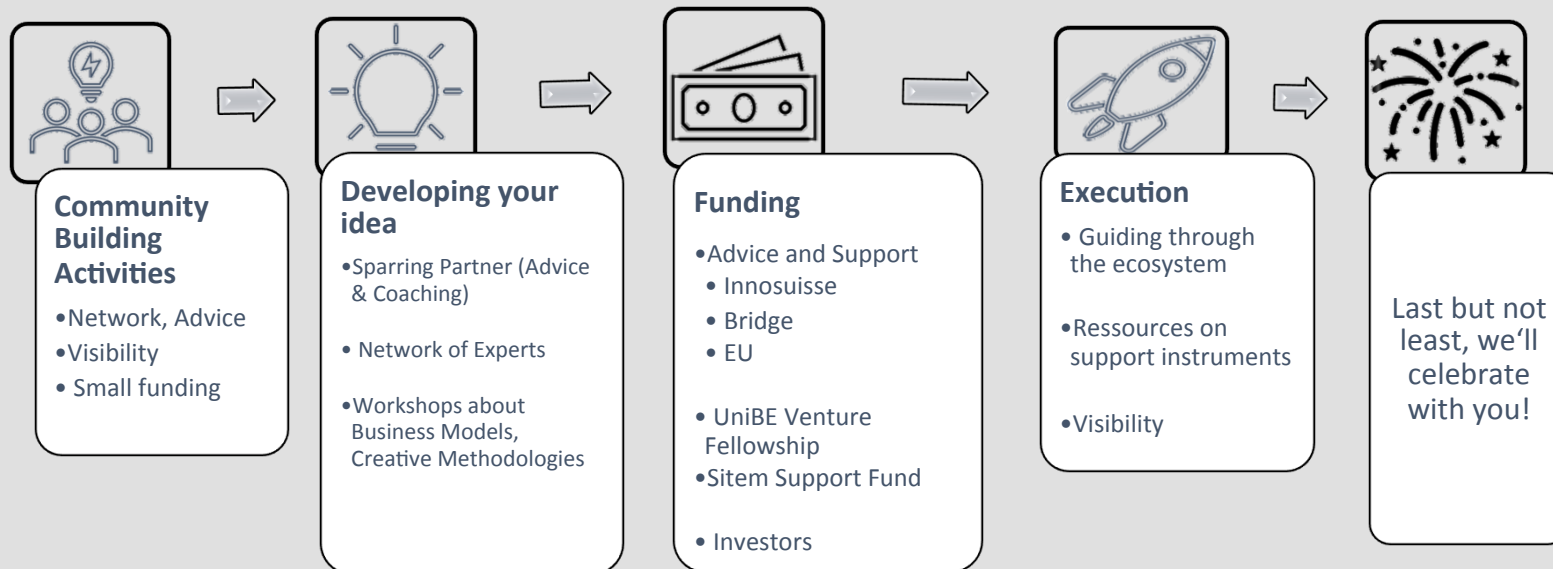 Community
Building
Activities
•Network, Advice
•Visibility
• Small funding
Developing your
idea
•Sparring Partner (Advice
& Coaching)
• Network of Experts
•Workshops about
Business Models,
Creative Methodologies
Funding
•Advice and Support
• Innosuisse
• Bridge
• EU
• UniBE Venture
Fellowship
•Sitem Support Fund
• Investors
Execution
• Guiding through
the ecosystem
•Ressources on
support instruments
•Visibility
Last but not
least, we‘ll
celebrate
with you!